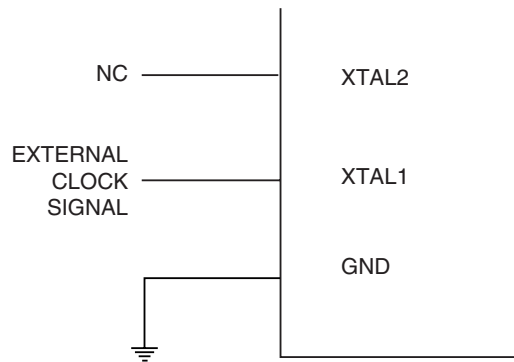 NC
XTAL2
EXTERNAL
CLOCK
SIGNAL
XTAL1
GND